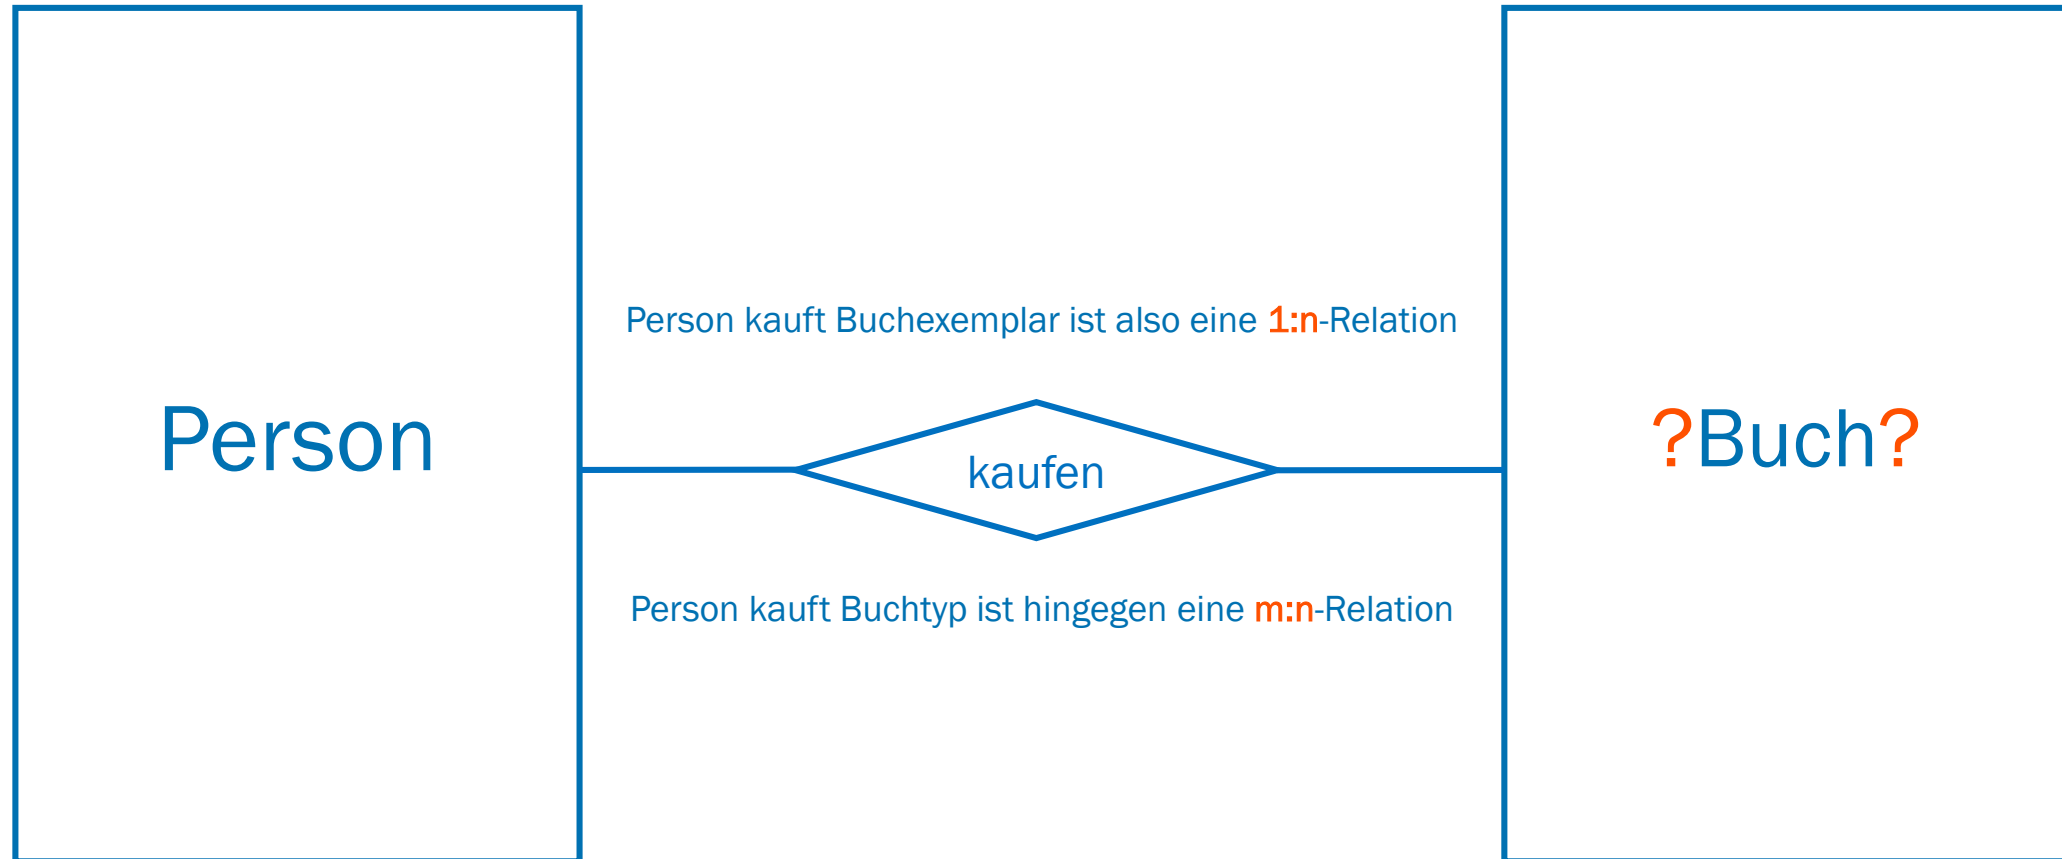 Person kauft Buchexemplar ist also eine 1:n-Relation
Person
kaufen
?Buch?
Person kauft Buchtyp ist hingegen eine m:n-Relation